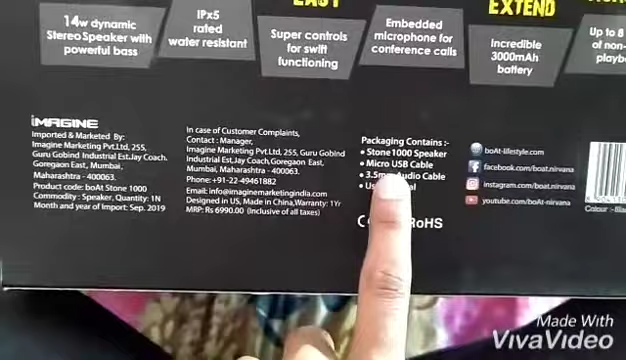 14w dynamic
Stereo Speaker with
powerful bass
IPx5
rated
water resistant
EASY
Super controls
for swift
functioning
Embedded
microphone for
conference calls
EXTEND
Incredible
3000mAh
battery
Up to 8
of non-
iMAGINE
Imported & Marketed By:
Imagine Marketing Pvt.Ltd, 255,
Guru Gobind Industrial Est.Jay Coach.
Goregaon East, Mumbai,
Maharashtra - 400063.
Product code: boAt Stone 1000
Commodity : Speaker, Quantity: 1N
Month and year of Import: Sep. 2019
In case of Customer Complaints,
Contact : Manager,
Imagine Marketing Pvt.Ltd, 255, Guru Gobind
Industrial Est,Jay Coach,Goregaon East,
Mumbai, Maharashtra - 400063.
Phone:+91-22-49461882
Email: info@imaginemarketingindia.com
Designed in US, Made in China,Warranty: 1Yr
MRP: Rs 6990.00 (Inclusive of all taxes)
Packaging Contains :-
• Stone 1000 Speaker
• Micro USB Cable
• 3.5mm Audio Cable
RoHS
boAt-lifestyle.com
facebook.com/boat.nirvana
instagram.com/boat.nirvana
youtube.com/boAt-nirvana
Colour :-
Made With
VivaVideo